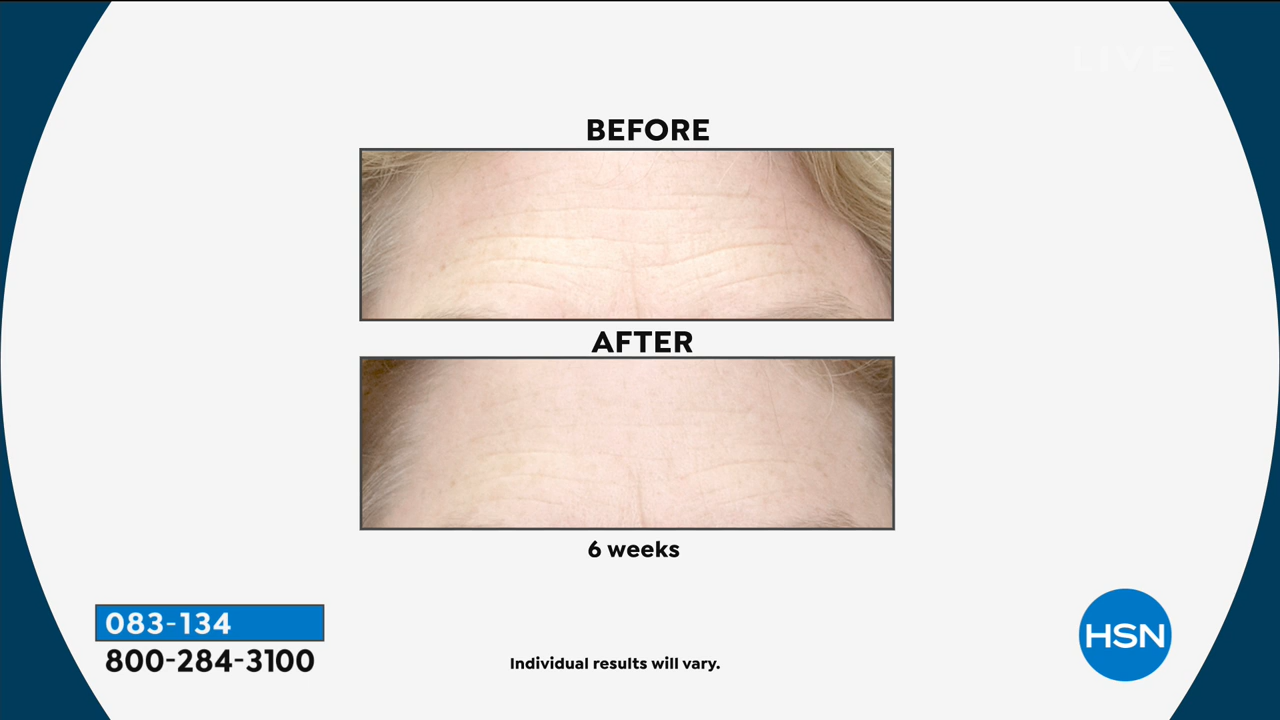 LIVE
BEFORE
AFTER
6 weeks
083-134
800-284-3100
Individual results will vary.
HSN